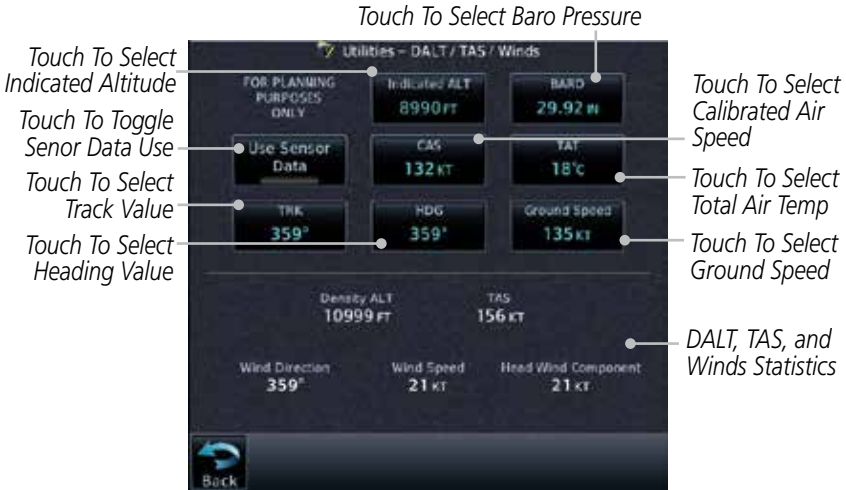 Touch To Select Baro Pressure
Touch To Select
Indicated Altitude
Touch To Toggle
Senor Data Use
Touch To Select
Track Value
Touch To Select
Heading Value
Utilities – DALT / TAS / Winds
FOR PLANNING
PURPOSES
ONLY
Indicated ALT
8990 FT
BARO
29.92 IN
Use Sensor
Data
CAS
132 KT
TAT
18°C
TRK
359°
HDG
359°
Ground Speed
135 KT
Density ALT
10999 FT
TAS
156 KT
Wind Direction
359°
Wind Speed
21 KT
Head Wind Component
21 KT
Back
Touch To Select
Calibrated Air
Speed
Touch To Select
Total Air Temp
Touch To Select
Ground Speed
DALT, TAS, and
Winds Statistics